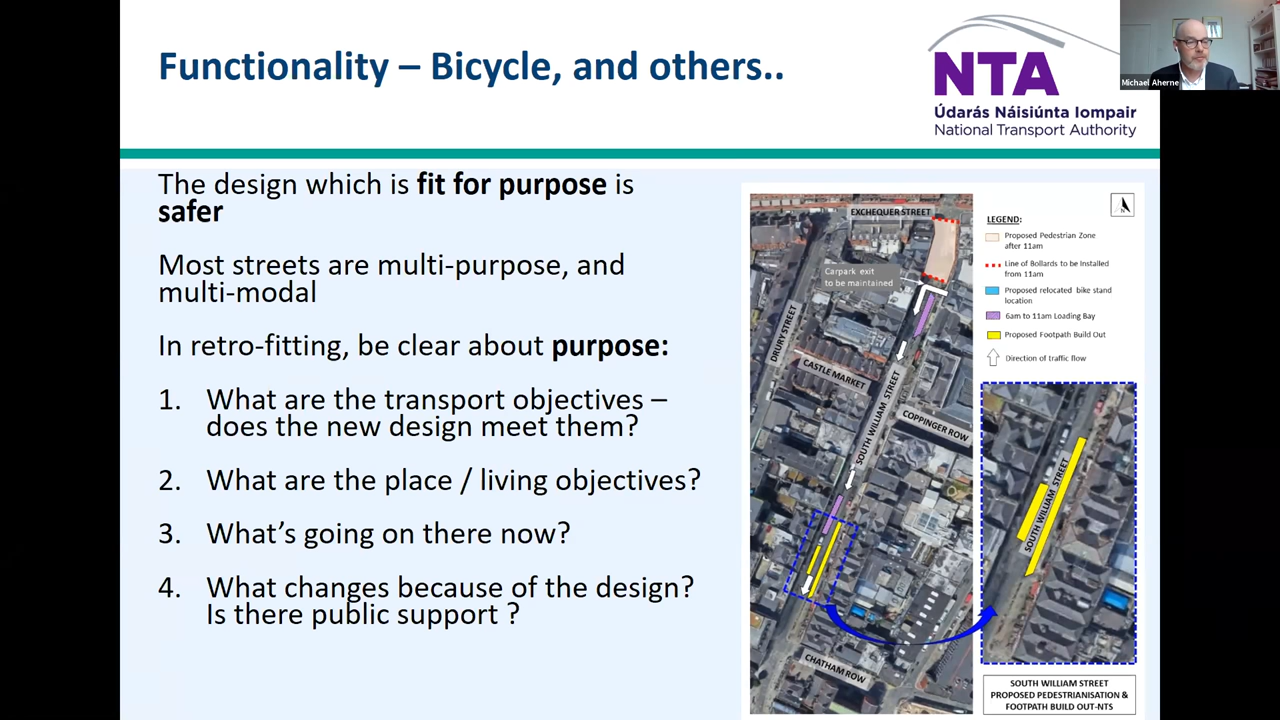 Functionality – Bicycle, and others..
NTA
Údarás Náisiúnta Iompair
National Transport Authority
Michael Aherne
The design which is fit for purpose is
safer
Most streets are multi-purpose, and
multi-modal
In retro-fitting, be clear about purpose:
1. What are the transport objectives –
does the new design meet them?
2. What are the place / living objectives?
3. What's going on there now?
4. What changes because of the design?
Is there public support ?
EXCHEQUER STREET
Carpark exit
to be maintained
DRURY STREET
CASTLE MARKET
SOUTH WILLIAM STREET
COPPINGER ROW
CHATHAM ROW
N
LEGEND:
Proposed Pedestrian Zone
after 11am
Line of Bollards to be Installed
from 11am
Proposed relocated bike stand
location
6am to 11am Loading Bay
Proposed Footpath Build Out
Direction of traffic flow
SOUTH WILLIAM STREET
SOUTH WILLIAM STREET
PROPOSED PEDESTRIANISATION &
FOOTPATH BUILD OUT-NTS